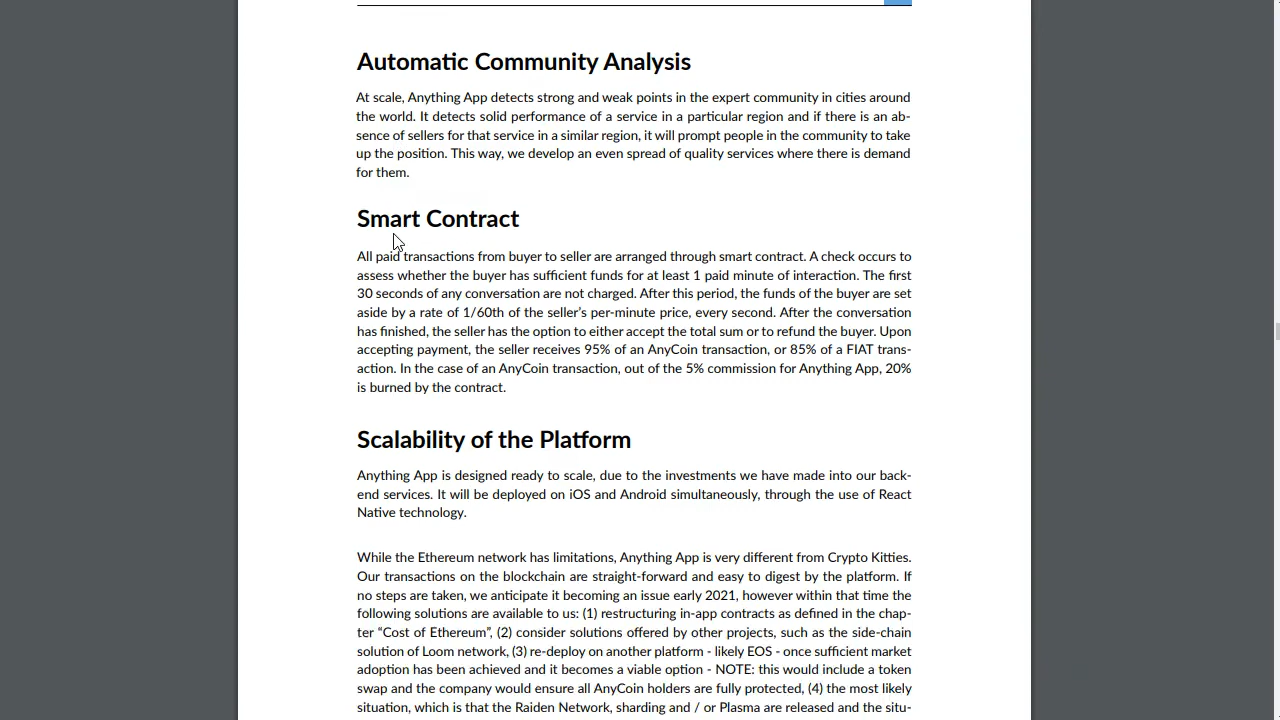 Automatic Community Analysis
At scale, Anything App detects strong and weak points in the expert community in cities around
the world. It detects solid performance of a service in a particular region and if there is an ab-
sence of sellers for that service in a similar region, it will prompt people in the community to take
up the position. This way, we develop an even spread of quality services where there is demand
for them.
Smart Contract
All paid transactions from buyer to seller are arranged through smart contract. A check occurs to
assess whether the buyer has sufficient funds for at least 1 paid minute of interaction. The first
30 seconds of any conversation are not charged. After this period, the funds of the buyer are set
aside by a rate of 1/60th of the seller's per-minute price, every second. After the conversation
has finished, the seller has the option to either accept the total sum or to refund the buyer. Upon
accepting payment, the seller receives 95% of an AnyCoin transaction, or 85% of a FIAT trans-
action. In the case of an AnyCoin transaction, out of the 5% commission for Anything App, 20%
is burned by the contract.
Scalability of the Platform
Anything App is designed ready to scale, due to the investments we have made into our back-
end services. It will be deployed on iOS and Android simultaneously, through the use of React
Native technology.
While the Ethereum network has limitations, Anything App is very different from Crypto Kitties.
Our transactions on the blockchain are straight-forward and easy to digest by the platform. If
no steps are taken, we anticipate it becoming an issue early 2021, however within that time the
following solutions are available to us: (1) restructuring in-app contracts as defined in the chap-
ter “Cost of Ethereum”, (2) consider solutions offered by other projects, such as the side-chain
solution of Loom network, (3) re-deploy on another platform - likely EOS - once sufficient market
adoption has been achieved and it becomes a viable option - NOTE: this would include a token
swap and the company would ensure all AnyCoin holders are fully protected, (4) the most likely
situation, which is that the Raiden Network, sharding and / or Plasma are released and the situ-